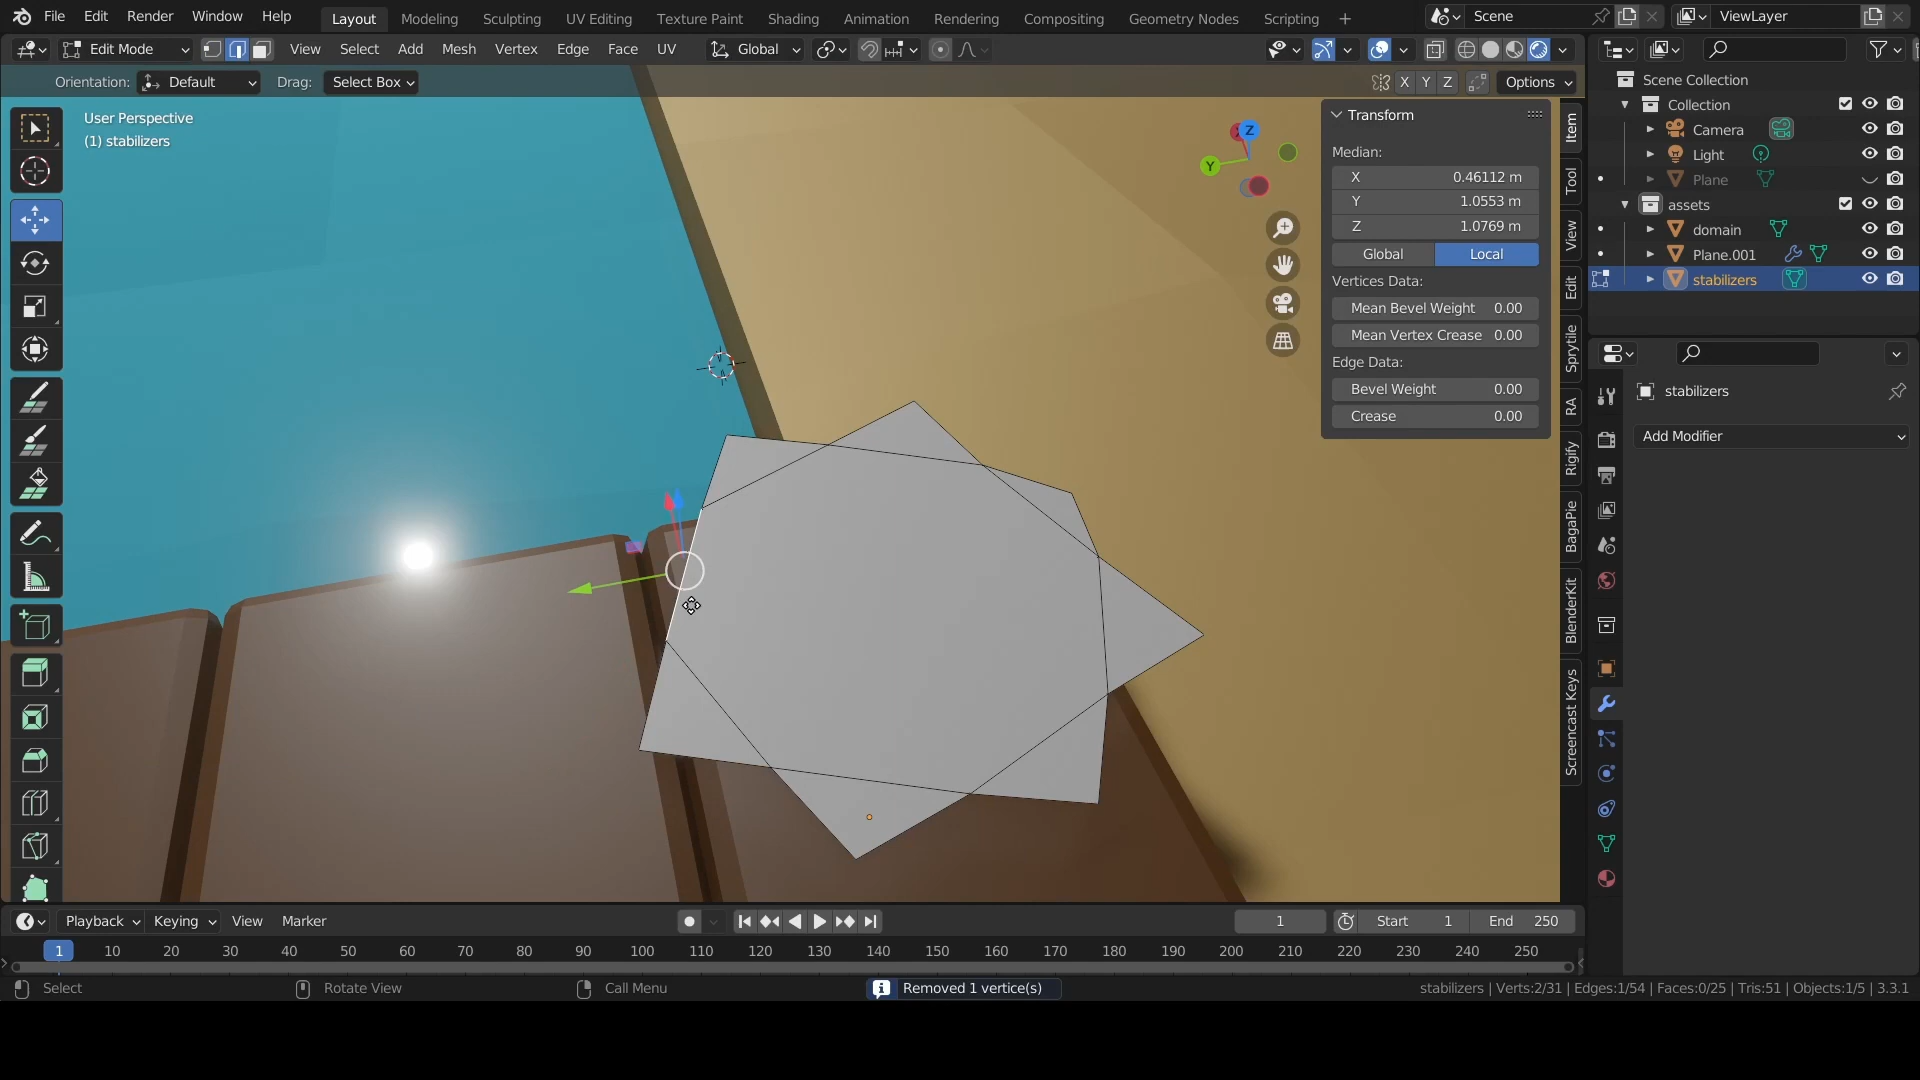 File Edit Render Window Help Layout Modeling Sculpting UV Editing Texture Paint Shading Animation Rendering Compositing Geometry Nodes Scripting + Scene ViewLayer
Edit Mode View Select Add Mesh Vertex Edge Face UV Global
Orientation: Default Drag: Select Box X Y Z Options
User Perspective
(1) stabilizers
Z
Y
Transform
Median:
X 0.46112 m
Y 1.0553 m
Z 1.0769 m
Global Local
Vertices Data:
Mean Bevel Weight 0.00
Mean Vertex Crease 0.00
Edge Data:
Bevel Weight 0.00
Crease 0.00
Item
Tool
View
Edit
Sprytile
RA
Rigify
BagaPie
BlenderKit
Screencast Keys
Scene Collection
Collection
Camera
Light
Plane
assets
domain
Plane.001
stabilizers
stabilizers
Add Modifier
Playback Keying View Marker 1 Start 1 End 250
1 10 20 30 40 50 60 70 80 90 100 110 120 130 140 150 160 170 180 190 200 210 220 230 240 250
Select Rotate View Call Menu Removed 1 vertice(s) stabilizers | Verts:2/31 | Edges:1/54 | Faces:0/25 | Tris:51 | Objects:1/5 | 3.3.1